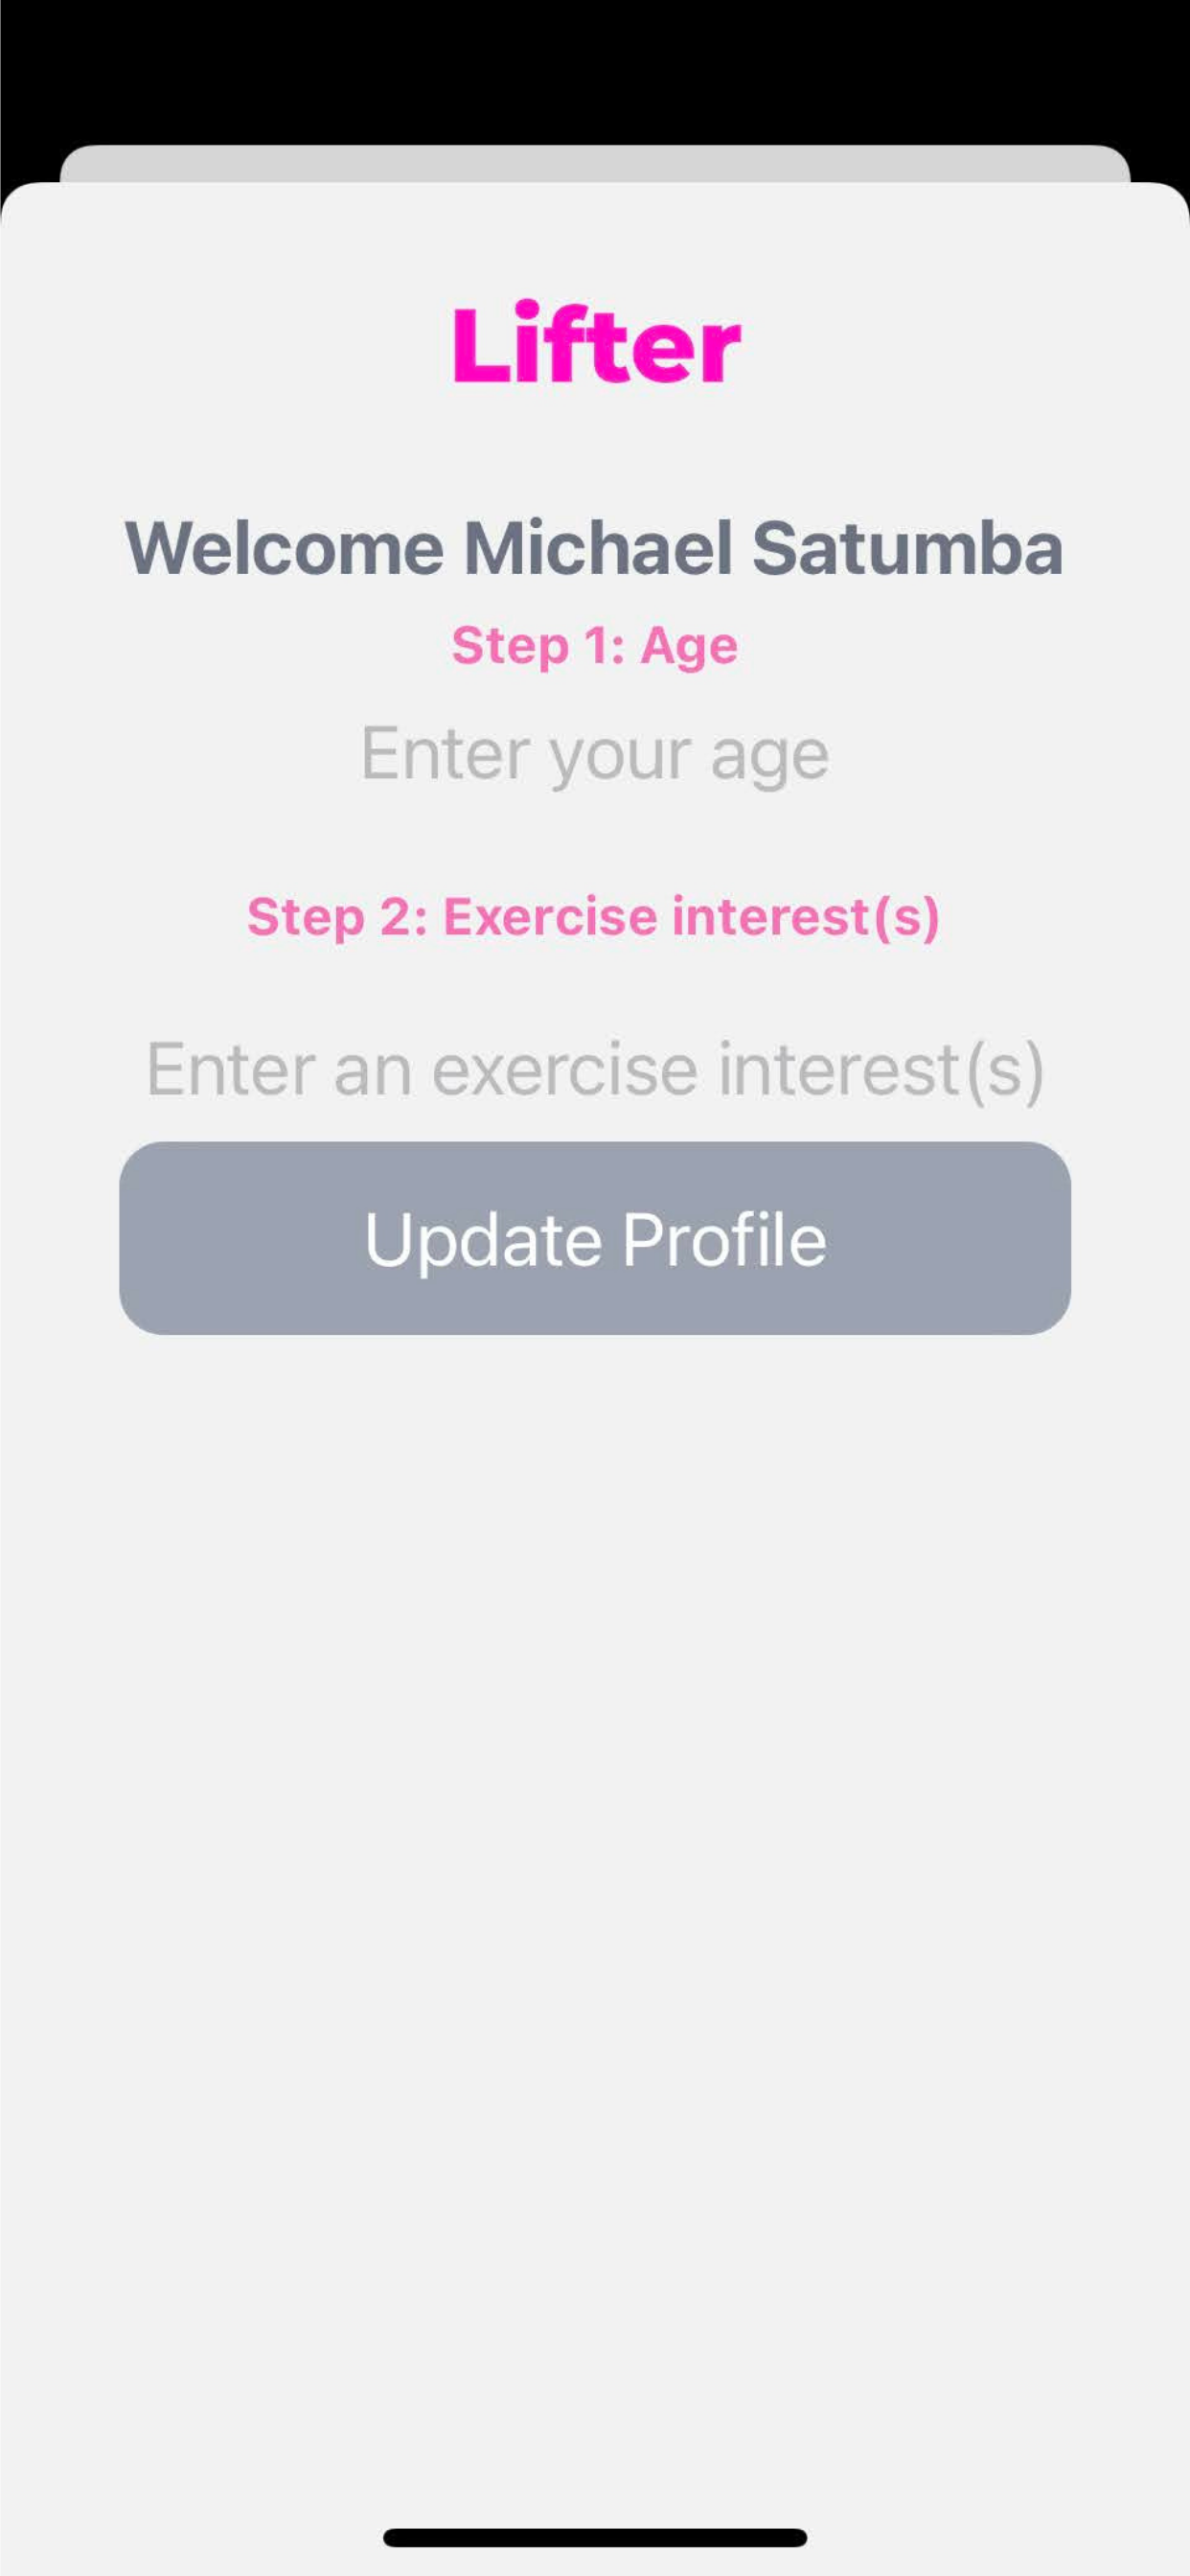 Lifter
Welcome Michael Satumba
Step 1: Age
Enter your age
Step 2: Exercise interest(s)
Enter an exercise interest(s)
Update Profile